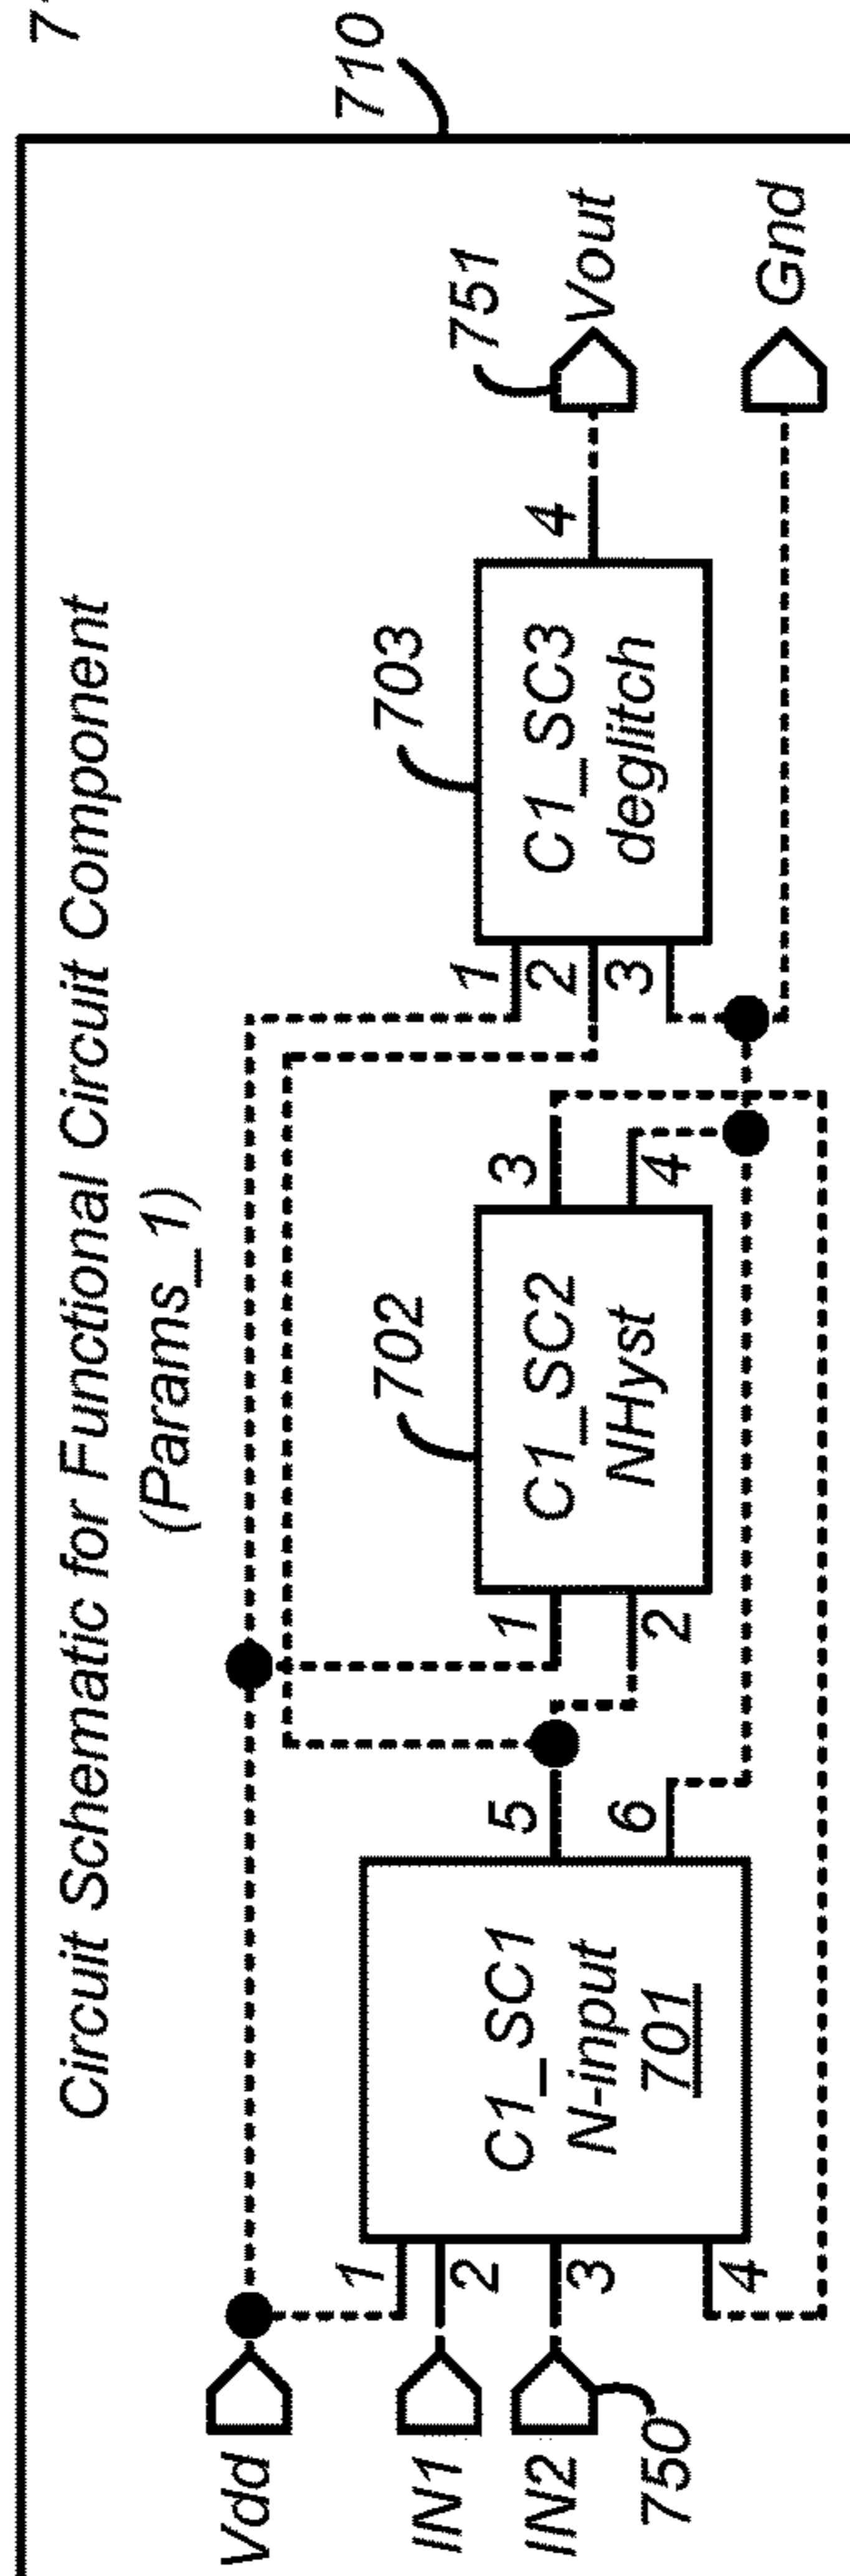 Circuit Schematic for Functional Circuit Component
(Params_1)
710
Vdd
IN1
IN2
750
1
2
3
4
C1_SC1
N-input
701
5
6
702
1
2
C1_SC2
NHyst
3
4
703
1
2
3
C1_SC3
deglitch
4
751
Vout
Gnd